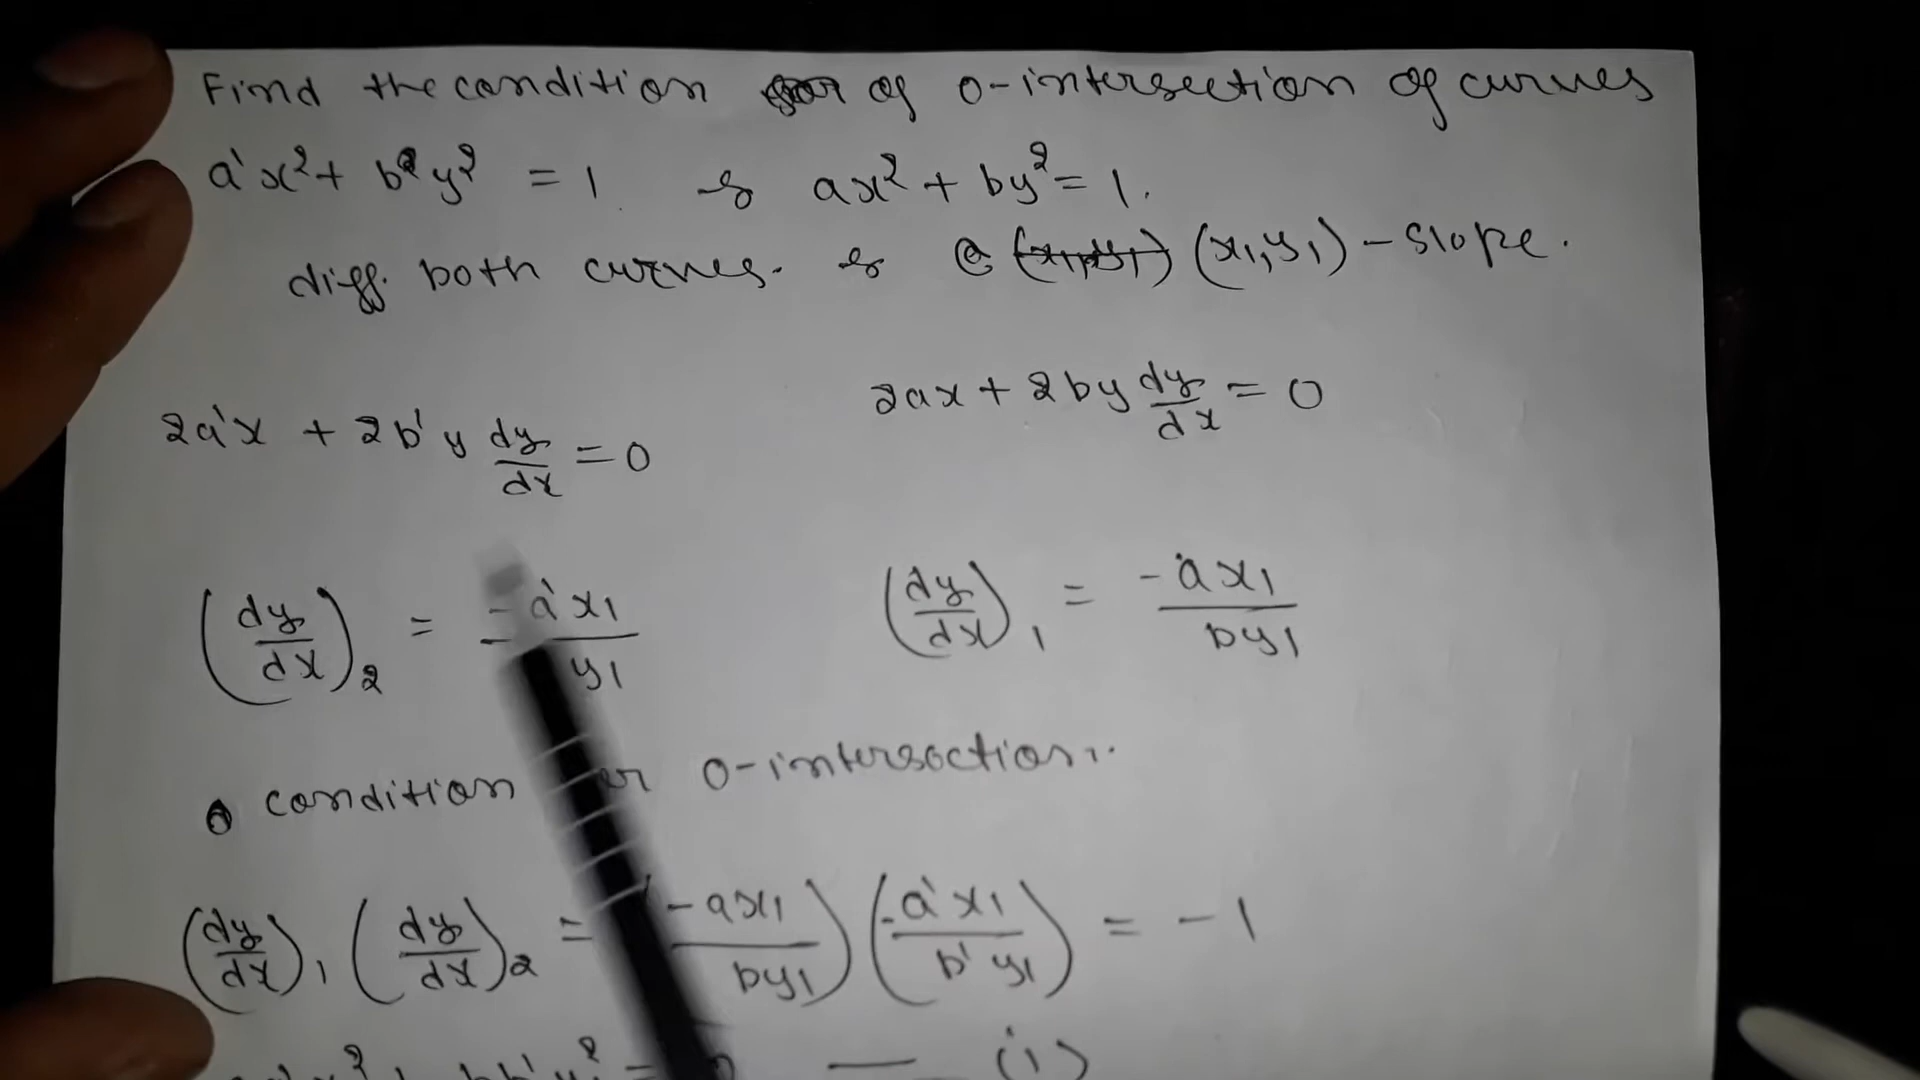 Find the condition of o-intersection of curves
a'x² + b'y² = 1 & ax² + by² = 1.
diff. both curves. & @ (x₁,y₁) - slope.
2ax + 2by dy/dx = 0
2a'x + 2b'y dy/dx = 0
(dy/dx)₂ = -a'x₁ / y₁
(dy/dx)₁ = -ax₁ / by₁
condition o-intersection.
(dy/dx)₁ (dy/dx)₂ = (-ax₁ / by₁) (-a'x₁ / b'y₁) = -1
— (i)